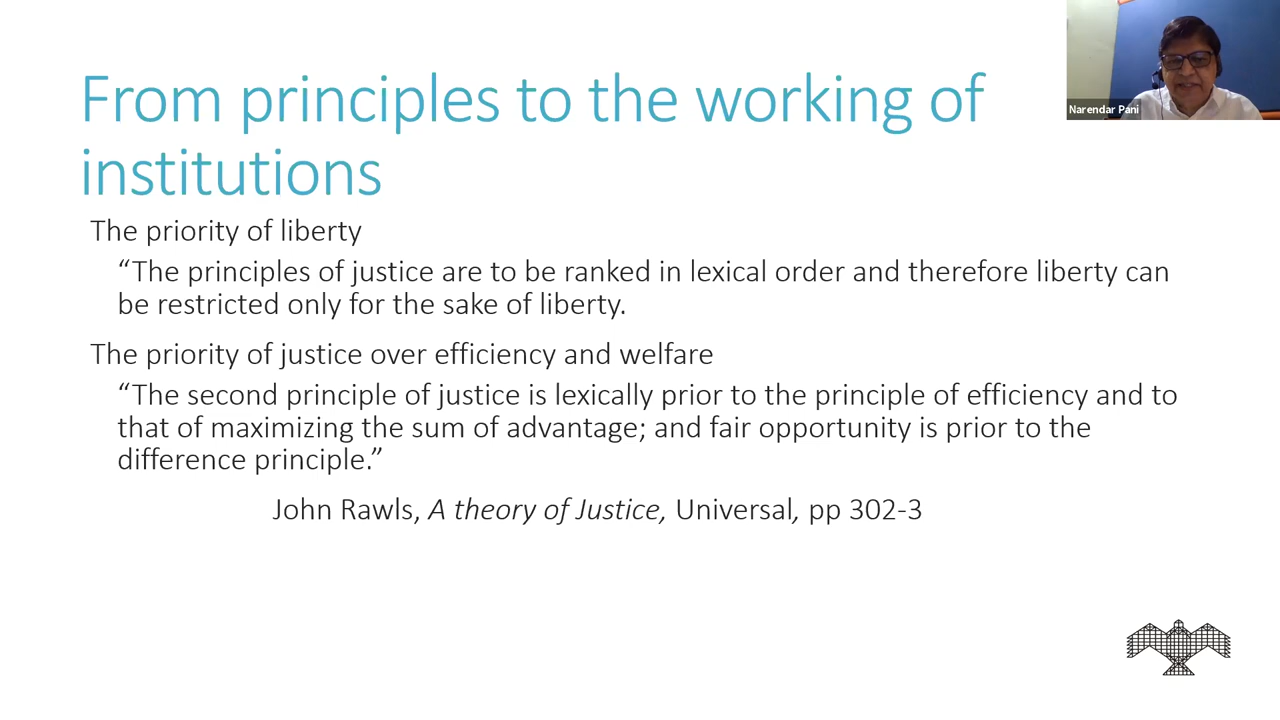 From principles to the working of
institutions
Narendar Pani
The priority of liberty
“The principles of justice are to be ranked in lexical order and therefore liberty can
be restricted only for the sake of liberty.
The priority of justice over efficiency and welfare
“The second principle of justice is lexically prior to the principle of efficiency and to
that of maximizing the sum of advantage; and fair opportunity is prior to the
difference principle.”
John Rawls, A theory of Justice, Universal, pp 302-3